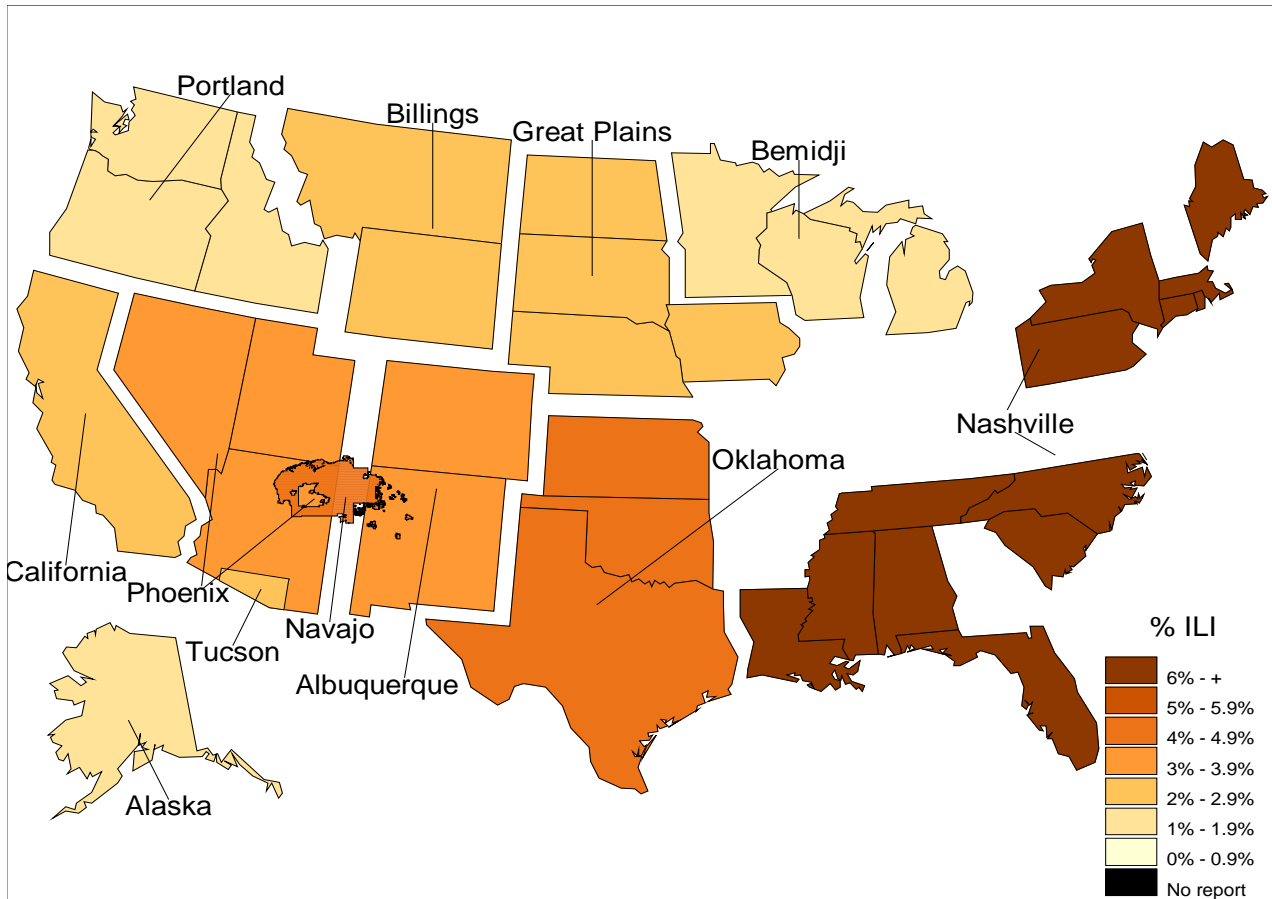 Portland
Billings
Great Plains
Bemidji
Nashville
Oklahoma
California
Phoenix
Navajo
Tucson
Albuquerque
Alaska
% ILI
6% - +
5% - 5.9%
4% - 4.9%
3% - 3.9%
2% - 2.9%
1% - 1.9%
0% - 0.9%
No report